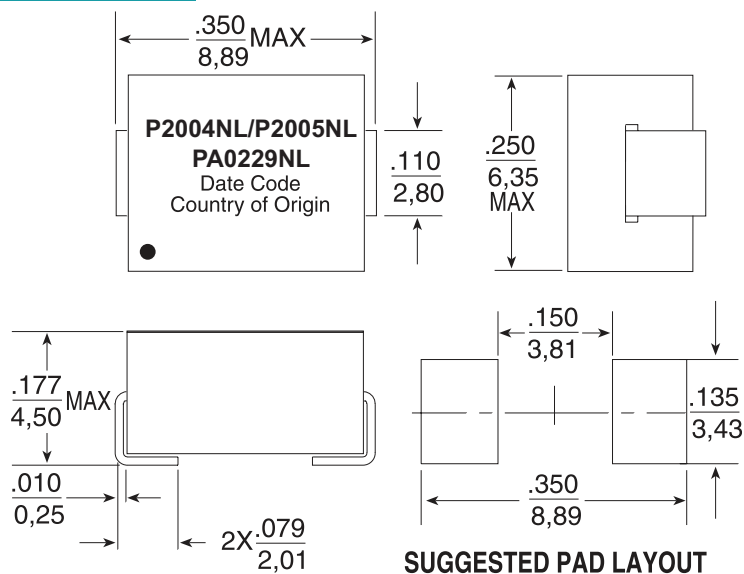 .350
8,89
MAX
P2004NL/P2005NL
PA0229NL
Date Code
Country of Origin
.110
2,80
.250
6,35
MAX
.177
4,50
MAX
.010
0,25
2X
.079
2,01
.150
3,81
.135
3,43
.350
8,89
SUGGESTED PAD LAYOUT